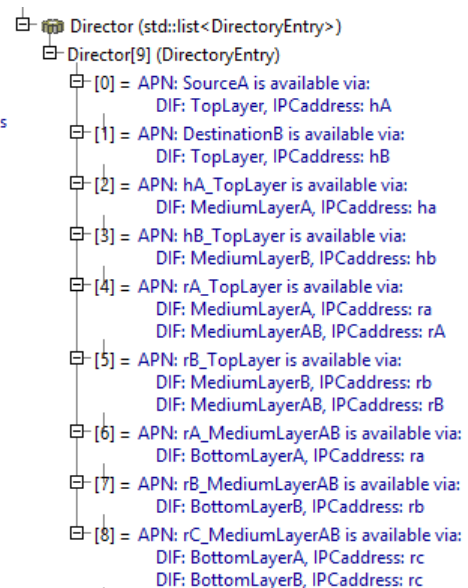 Director (std::list<DirectoryEntry>)
Director[9] (DirectoryEntry)
[0] = APN: SourceA is available via:
DIF: TopLayer, IPCaddress: hA
s
[1] = APN: DestinationB is available via:
DIF: TopLayer, IPCaddress: hB
[2] = APN: hA_TopLayer is available via:
DIF: MediumLayerA, IPCaddress: ha
[3] = APN: hB_TopLayer is available via:
DIF: MediumLayerB, IPCaddress: hb
[4] = APN: rA_TopLayer is available via:
DIF: MediumLayerA, IPCaddress: ra
DIF: MediumLayerAB, IPCaddress: rA
[5] = APN: rB_TopLayer is available via:
DIF: MediumLayerB, IPCaddress: rb
DIF: MediumLayerAB, IPCaddress: rB
[6] = APN: rA_MediumLayerAB is available via:
DIF: BottomLayerA, IPCaddress: ra
[7] = APN: rB_MediumLayerAB is available via:
DIF: BottomLayerB, IPCaddress: rb
[8] = APN: rC_MediumLayerAB is available via:
DIF: BottomLayerA, IPCaddress: rc
DIF: BottomLayerB, IPCaddress: rc